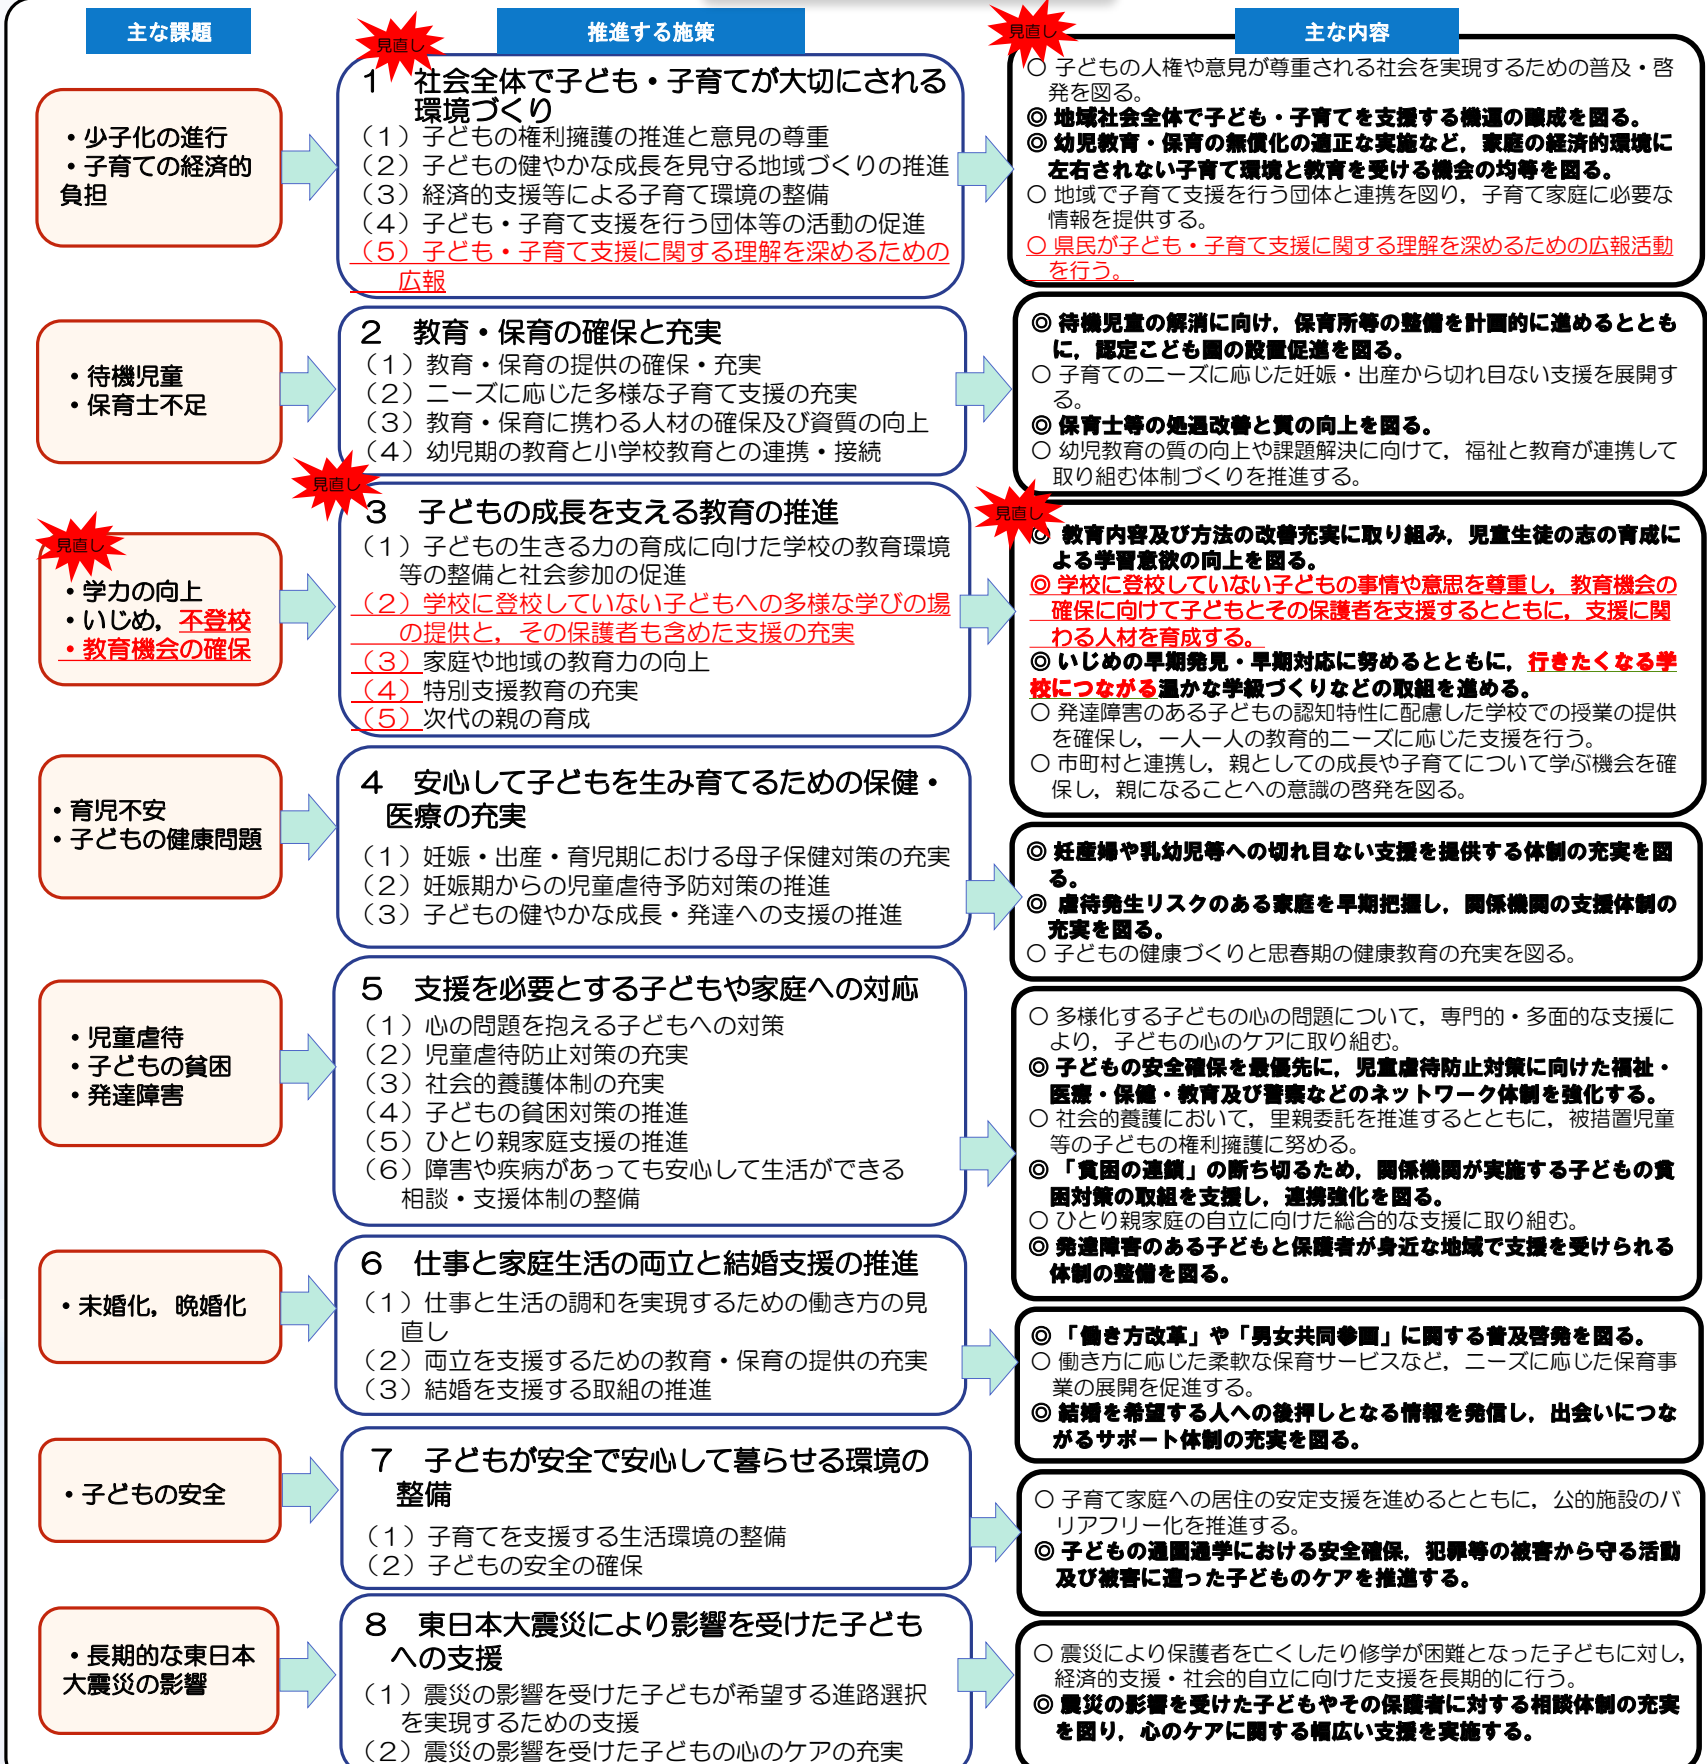 主な課題
推進する施策
主な内容
見直し
見直し
・少子化の進行
・子育ての経済的
負担
1 社会全体で子ども・子育てが大切にされる
環境づくり
（１）子どもの権利擁護の推進と意見の尊重
（２）子どもの健やかな成長を見守る地域づくりの推進
（３）経済的支援等による子育て環境の整備
（４）子ども・子育て支援を行う団体等の活動の促進
（５）子ども・子育て支援に関する理解を深めるための
広報
○ 子どもの人権や意見が尊重される社会を実現するための普及・啓
発を図る。
◎ 地域社会全体で子ども・子育てを支援する機運の醸成を図る。
◎ 幼児教育・保育の無償化の適正な実施など，家庭の経済的環境に
左右されない子育て環境と教育を受ける機会の均等を図る。
○ 地域で子育て支援を行う団体と連携を図り，子育て家庭に必要な
情報を提供する。
○ 県民が子ども・子育て支援に関する理解を深めるための広報活動
を行う。
・待機児童
・保育士不足
２ 教育・保育の確保と充実
（１）教育・保育の提供の確保・充実
（２）ニーズに応じた多様な子育て支援の充実
（３）教育・保育に携わる人材の確保及び資質の向上
（４）幼児期の教育と小学校教育との連携・接続
◎ 待機児童の解消に向け，保育所等の整備を計画的に進めるととも
に，認定こども園の設置促進を図る。
○ 子育てのニーズに応じた妊娠・出産から切れ目ない支援を展開す
る。
◎ 保育士等の処遇改善と質の向上を図る。
○ 幼児教育の質の向上や課題解決に向けて，福祉と教育が連携して
取り組む体制づくりを推進する。
見直し
見直し
見直し
・学力の向上
・いじめ，不登校
・教育機会の確保
３ 子どもの成長を支える教育の推進
（１）子どもの生きる力の育成に向けた学校の教育環境
等の整備と社会参加の促進
（２）学校に登校していない子どもへの多様な学びの場
の提供と，その保護者も含めた支援の充実
（３）家庭や地域の教育力の向上
（４）特別支援教育の充実
（５）次代の親の育成
◎ 教育内容及び方法の改善充実に取り組み，児童生徒の志の育成に
よる学習意欲の向上を図る。
◎ 学校に登校していない子どもの事情や意思を尊重し，教育機会の
確保に向けて子どもとその保護者を支援するとともに，支援に関
わる人材を育成する。
◎ いじめの早期発見・早期対応に努めるとともに，行きたくなる学
校につながる温かな学級づくりなどの取組を進める。
○ 発達障害のある子どもの認知特性に配慮した学校での授業の提供
を確保し，一人一人の教育的ニーズに応じた支援を行う。
○ 市町村と連携し，親としての成長や子育てについて学ぶ機会を確
保し，親になることへの意識の啓発を図る。
・育児不安
・子どもの健康問題
４ 安心して子どもを生み育てるための保健・
医療の充実
（１）妊娠・出産・育児期における母子保健対策の充実
（２）妊娠期からの児童虐待予防対策の推進
（３）子どもの健やかな成長・発達への支援の推進
◎ 妊産婦や乳幼児等への切れ目ない支援を提供する体制の充実を図
る。
◎ 虐待発生リスクのある家庭を早期把握し，関係機関の支援体制の
充実を図る。
○ 子どもの健康づくりと思春期の健康教育の充実を図る。
・児童虐待
・子どもの貧困
・発達障害
５ 支援を必要とする子どもや家庭への対応
（１）心の問題を抱える子どもへの対策
（２）児童虐待防止対策の充実
（３）社会的養護体制の充実
（４）子どもの貧困対策の推進
（５）ひとり親家庭支援の推進
（６）障害や疾病があっても安心して生活ができる
相談・支援体制の整備
○ 多様化する子どもの心の問題について，専門的・多面的な支援に
より，子どもの心のケアに取り組む。
◎ 子どもの安全確保を最優先に，児童虐待防止対策に向けた福祉・
医療・保健・教育及び警察などのネットワーク体制を強化する。
○ 社会的養護において，里親委託を推進するとともに，被措置児童
等の子どもの権利擁護に努める。
◎ 「貧困の連鎖」の断ち切るため，関係機関が実施する子どもの貧
困対策の取組を支援し，連携強化を図る。
○ ひとり親家庭の自立に向けた総合的な支援に取り組む。
◎ 発達障害のある子どもと保護者が身近な地域で支援を受けられる
体制の整備を図る。
・未婚化，晩婚化
６ 仕事と家庭生活の両立と結婚支援の推進
（１）仕事と生活の調和を実現するための働き方の見
直し
（２）両立を支援するための教育・保育の提供の充実
（３）結婚を支援する取組の推進
◎ 「働き方改革」や「男女共同参画」に関する普及啓発を図る。
○ 働き方に応じた柔軟な保育サービスなど，ニーズに応じた保育事
業の展開を促進する。
◎ 結婚を希望する人への後押しとなる情報を発信し，出会いにつな
がるサポート体制の充実を図る。
・子どもの安全
７ 子どもが安全で安心して暮らせる環境の
整備
（１）子育てを支援する生活環境の整備
（２）子どもの安全の確保
○ 子育て家庭への居住の安定支援を進めるとともに，公的施設のバ
リアフリー化を推進する。
◎ 子どもの通園通学における安全確保，犯罪等の被害から守る活動
及び被害に遭った子どものケアを推進する。
・長期的な東日本
大震災の影響
８ 東日本大震災により影響を受けた子ども
への支援
（１）震災の影響を受けた子どもが希望する進路選択
を実現するための支援
（２）震災の影響を受けた子どもの心のケアの充実
○ 震災により保護者を亡くしたり修学が困難となった子どもに対し，
経済的支援・社会的自立に向けた支援を長期的に行う。
◎ 震災の影響を受けた子どもやその保護者に対する相談体制の充実
を図り，心のケアに関する幅広い支援を実施する。